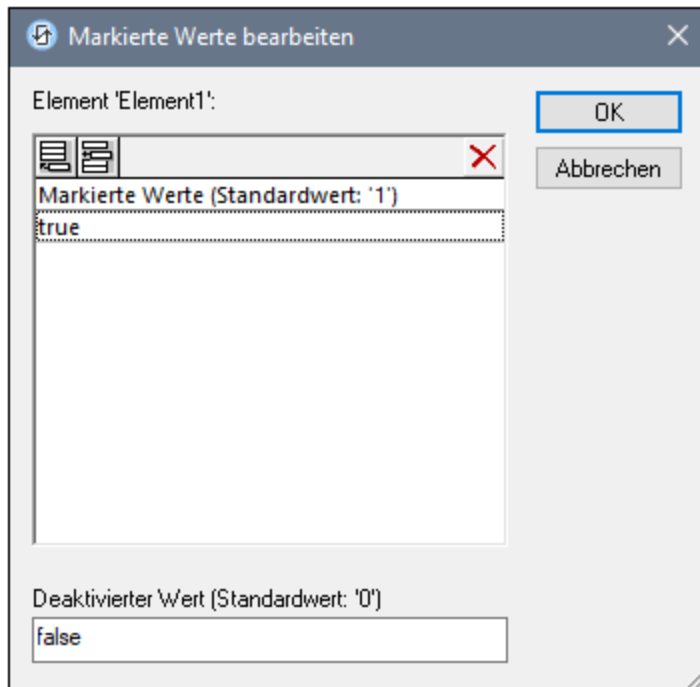 Markierte Werte bearbeiten
Element 'Element1':
OK
Abbrechen
Markierte Werte (Standardwert: '1')
true
Deaktivierter Wert (Standardwert: '0')
false